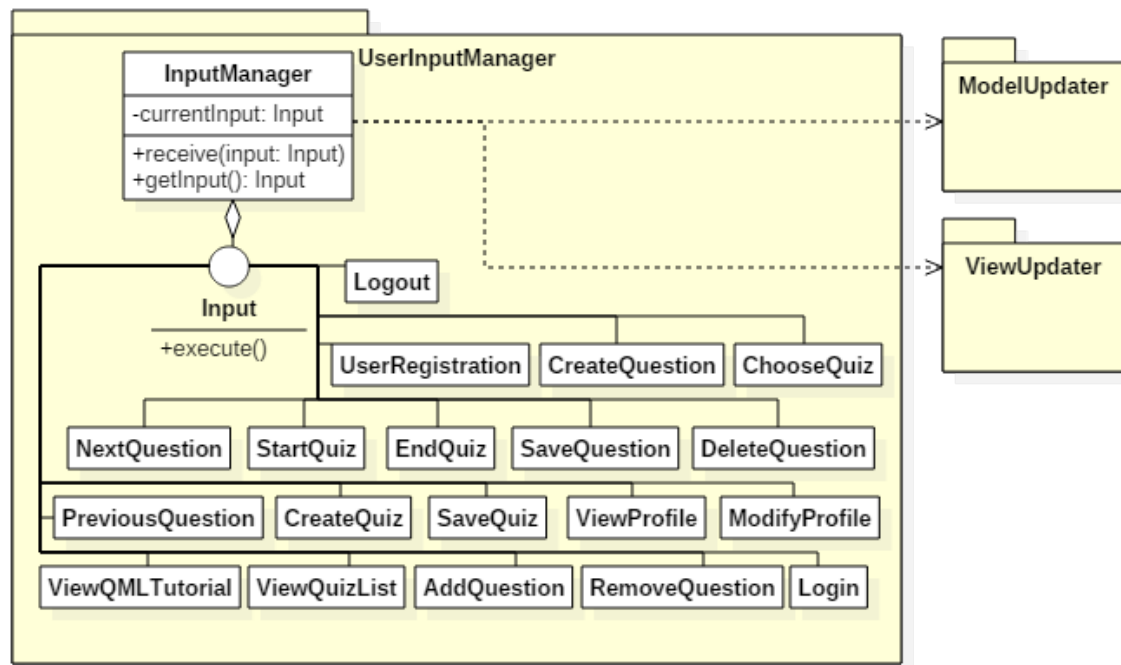 UserInputManager
InputManager
-currentInput: Input
+receive(input: Input)
+getInput(): Input
ModelUpdater
ViewUpdater
Input
+execute()
Logout
UserRegistration
CreateQuestion
ChooseQuiz
NextQuestion
StartQuiz
EndQuiz
SaveQuestion
DeleteQuestion
PreviousQuestion
CreateQuiz
SaveQuiz
ViewProfile
ModifyProfile
ViewQMLTutorial
ViewQuizList
AddQuestion
RemoveQuestion
Login